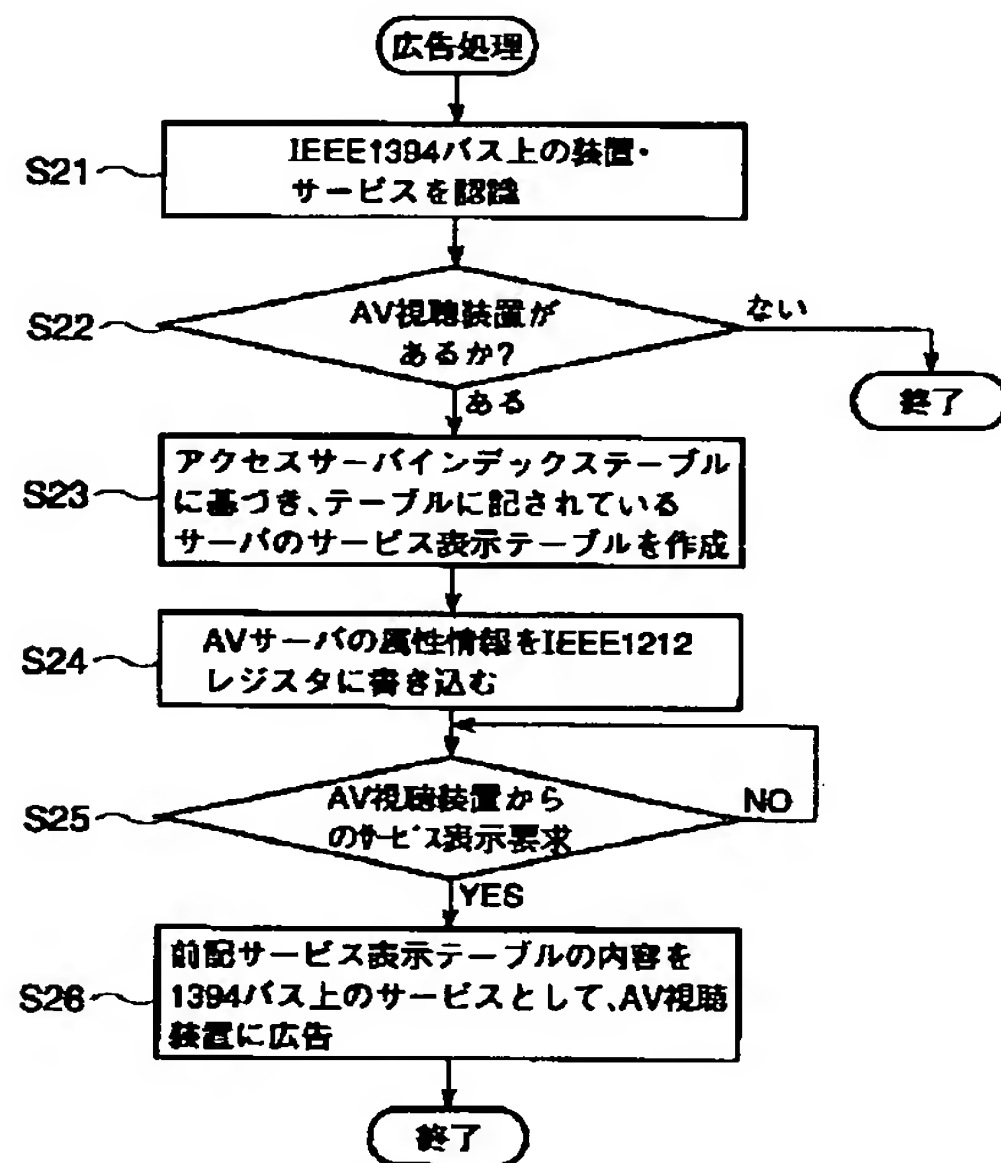 広告処理
S21
IEEE1394バス上の装置・
サービスを認識
S22
AV視聴装置が
あるか?
ない
終了
ある
S23
アクセスサーバインデックステーブル
に基づき、テーブルに記されている
サーバのサービス表示テーブルを作成
S24
AVサーバの属性情報をIEEE1212
レジスタに書き込む
S25
AV視聴装置から
のサービス表示要求
NO
YES
S26
前記サービス表示テーブルの内容を
1394バス上のサービスとして、AV視聴
装置に広告
終了